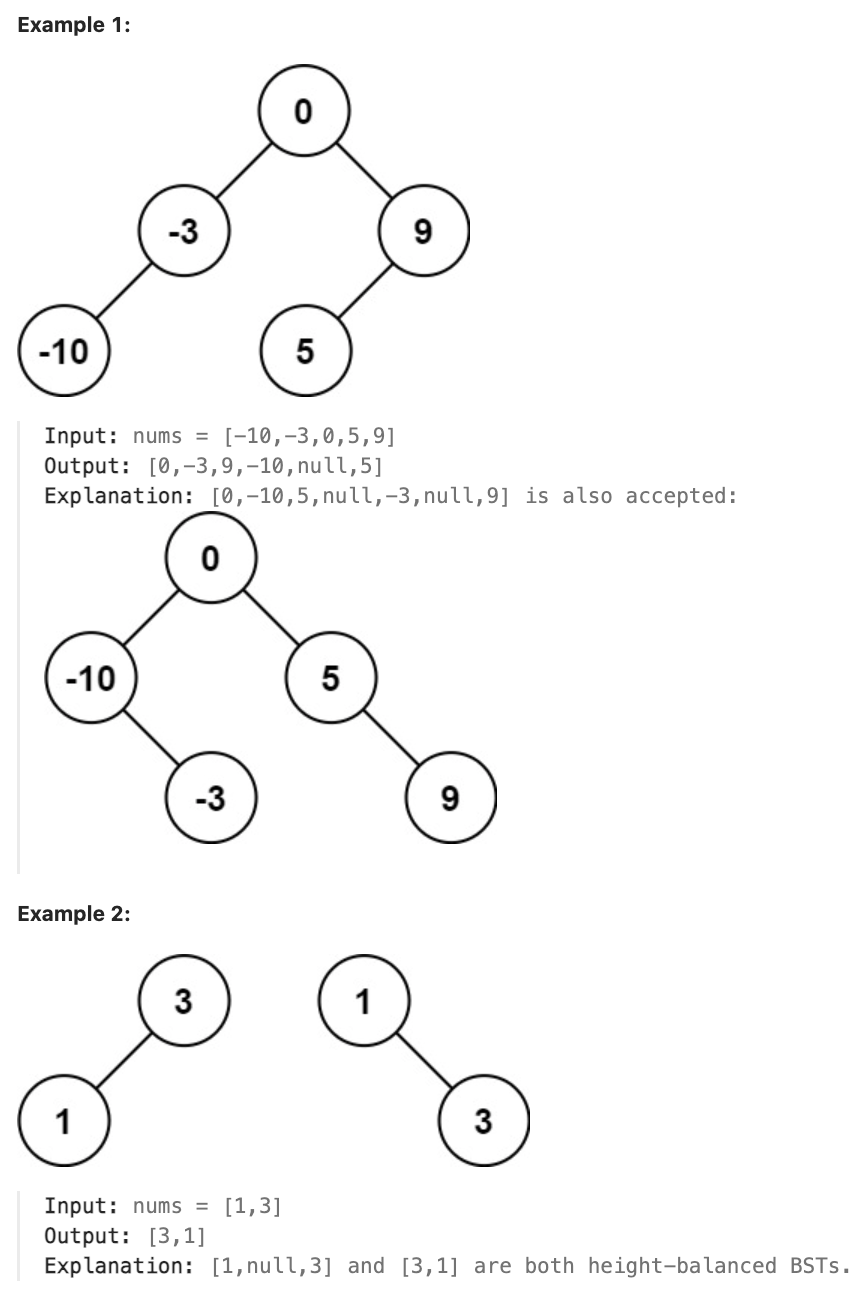 Example 1:
0
-3
9
-10
5
Input: nums = [-10,-3,0,5,9]
Output: [0,-3,9,-10,null,5]
Explanation: [0,-10,5,null,-3,null,9] is also accepted:
0
-10
5
-3
9
Example 2:
3
1
1
3
Input: nums = [1,3]
Output: [3,1]
Explanation: [1,null,3] and [3,1] are both height-balanced BSTs.